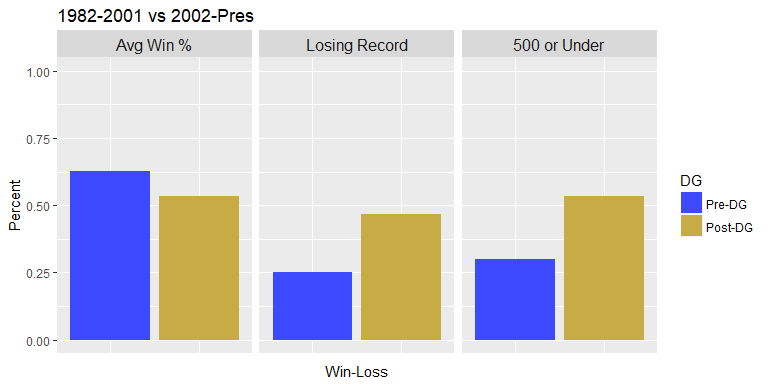 1982-2001 vs 2002-Pres
Avg Win %
Losing Record
500 or Under
1.00
0.75
0.50
0.25
0.00
Percent
Win-Loss
DG
Pre-DG
Post-DG